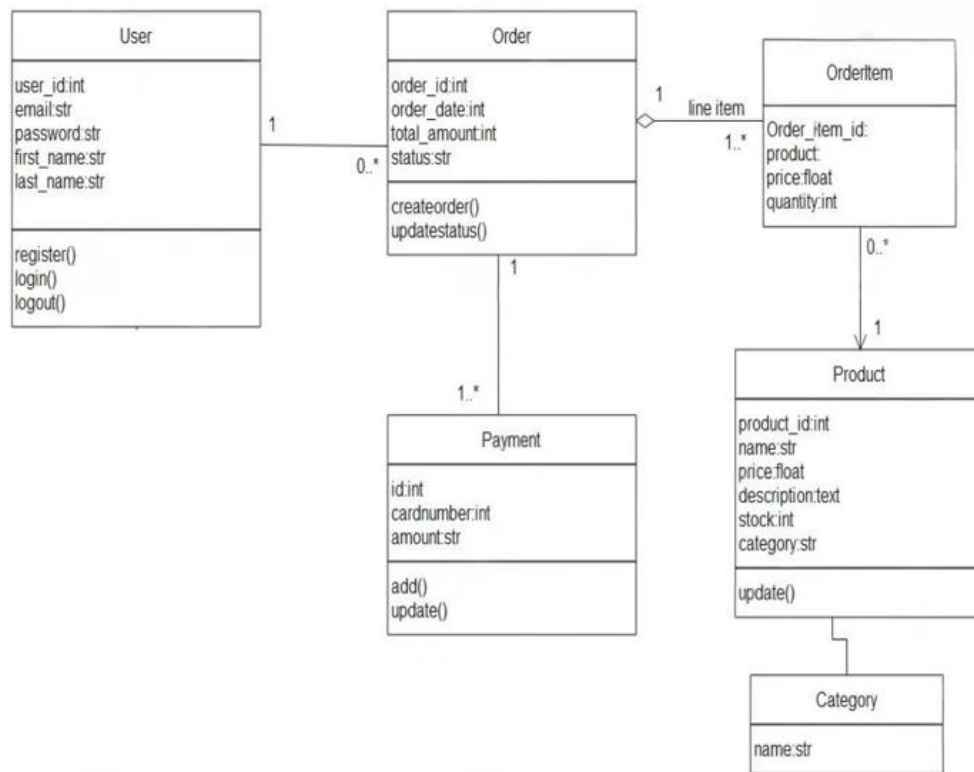 User
user_id:int
email:str
password:str
first_name:str
last_name:str
register()
login()
logout()
1
0..*
Order
order_id:int
order_date:int
total_amount:int
status:str
createorder()
updatestatus()
1
line item
1..*
OrderItem
Order_item_id:
product:
price:float
quantity:int
1
1..*
Payment
id:int
cardnumber:int
amount:str
add()
update()
0..*
1
Product
product_id:int
name:str
price:float
description:text
stock:int
category:str
update()
Category
name:str